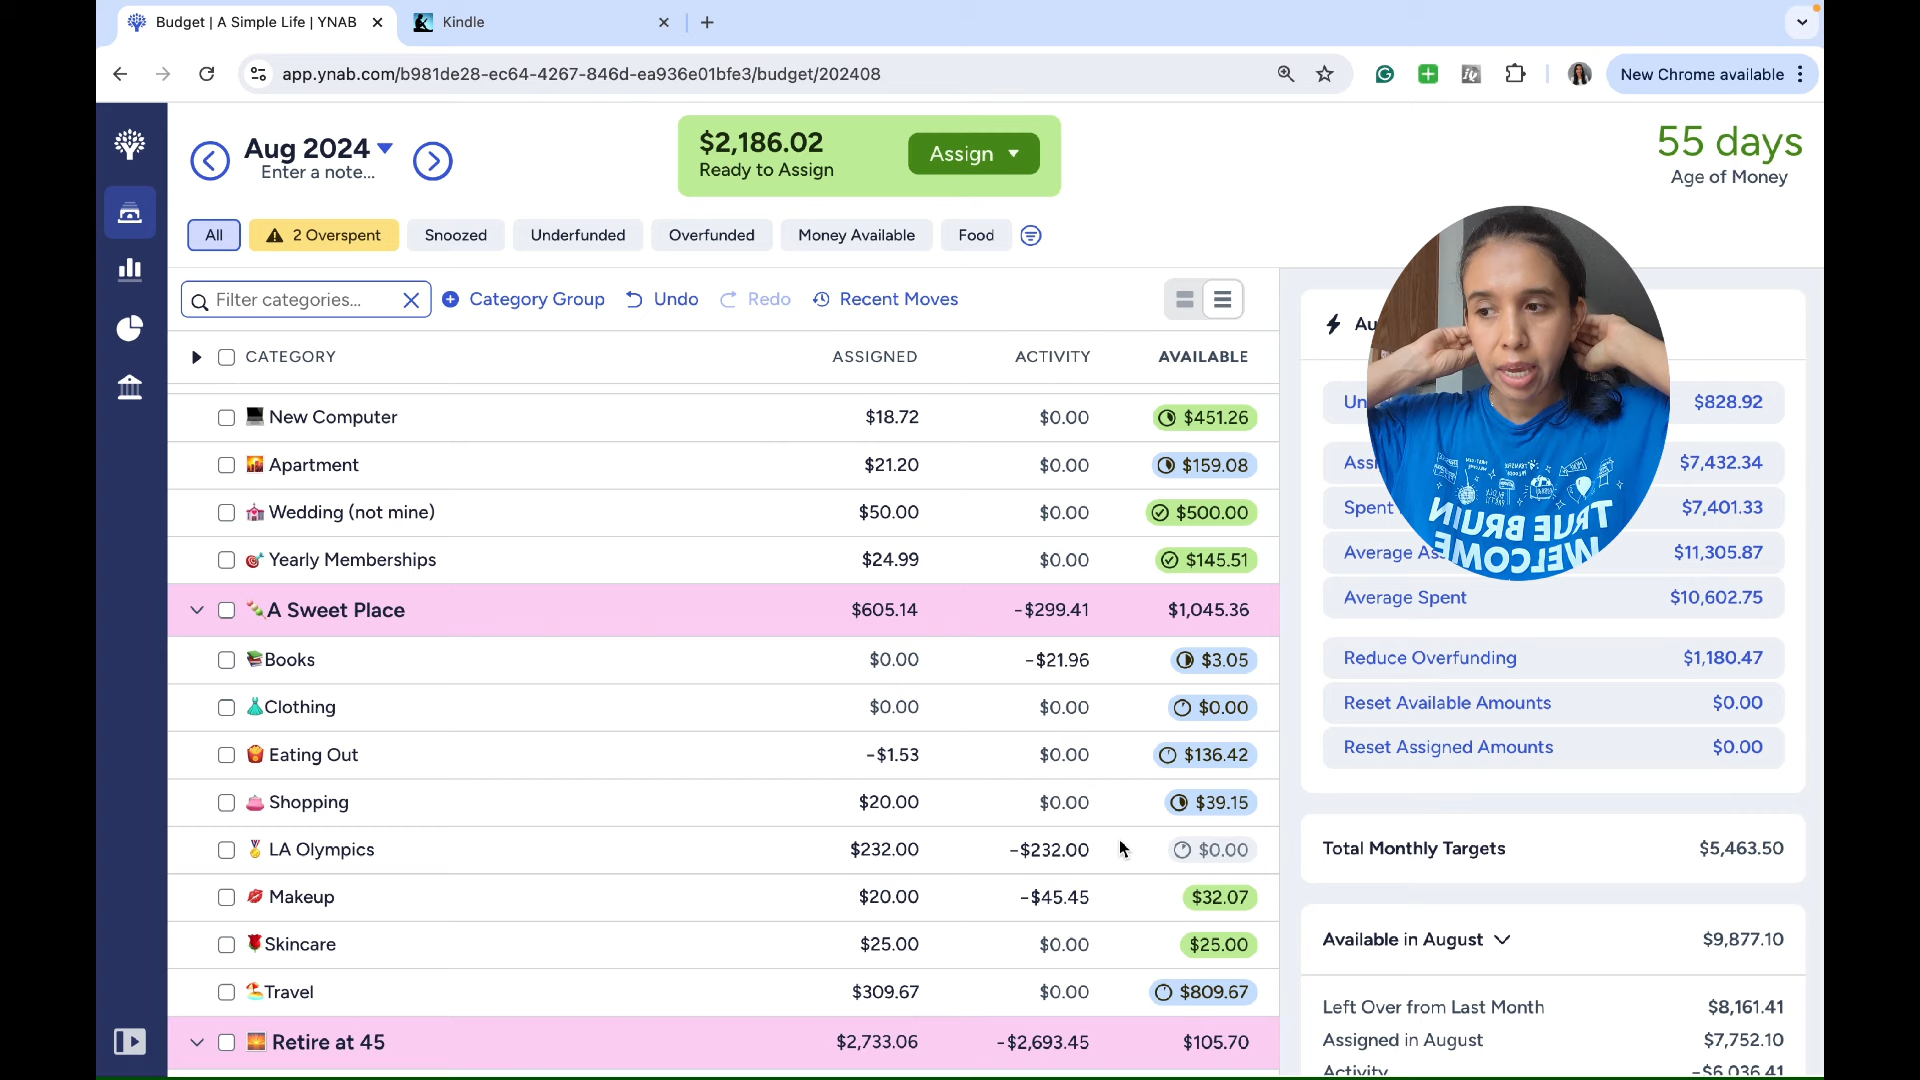 Budget | A Simple Life | YNAB
Kindle
app.ynab.com/b981de28-ec64-4267-846d-ea936e01bfe3/budget/202408
New Chrome available
Aug 2024
Enter a note...
$2,186.02
Ready to Assign
Assign
55 days
Age of Money
All
2 Overspent
Snoozed
Underfunded
Overfunded
Money Available
Food
Filter categories...
Category Group
Undo
Redo
Recent Moves
CATEGORY ASSIGNED ACTIVITY AVAILABLE
New Computer $18.72 $0.00 $451.26
Apartment $21.20 $0.00 $159.08
Wedding (not mine) $50.00 $0.00 $500.00
Yearly Memberships $24.99 $0.00 $145.51
A Sweet Place $605.14 -$299.41 $1,045.36
Books $0.00 -$21.96 $3.05
Clothing $0.00 $0.00 $0.00
Eating Out -$1.53 $0.00 $136.42
Shopping $20.00 $0.00 $39.15
LA Olympics $232.00 -$232.00 $0.00
Makeup $20.00 -$45.45 $32.07
Skincare $25.00 $0.00 $25.00
Travel $309.67 $0.00 $809.67
Retire at 45 $2,733.06 -$2,693.45 $105.70
Au
Un $828.92
Assi $7,432.34
Spent $7,401.33
Average Ass $11,305.87
Average Spent $10,602.75
Reduce Overfunding $1,180.47
Reset Available Amounts $0.00
Reset Assigned Amounts $0.00
Total Monthly Targets $5,463.50
Available in August $9,877.10
Left Over from Last Month $8,161.41
Assigned in August $7,752.10
Activity -$6,036.41
TRUE BRUIN
WELCOME